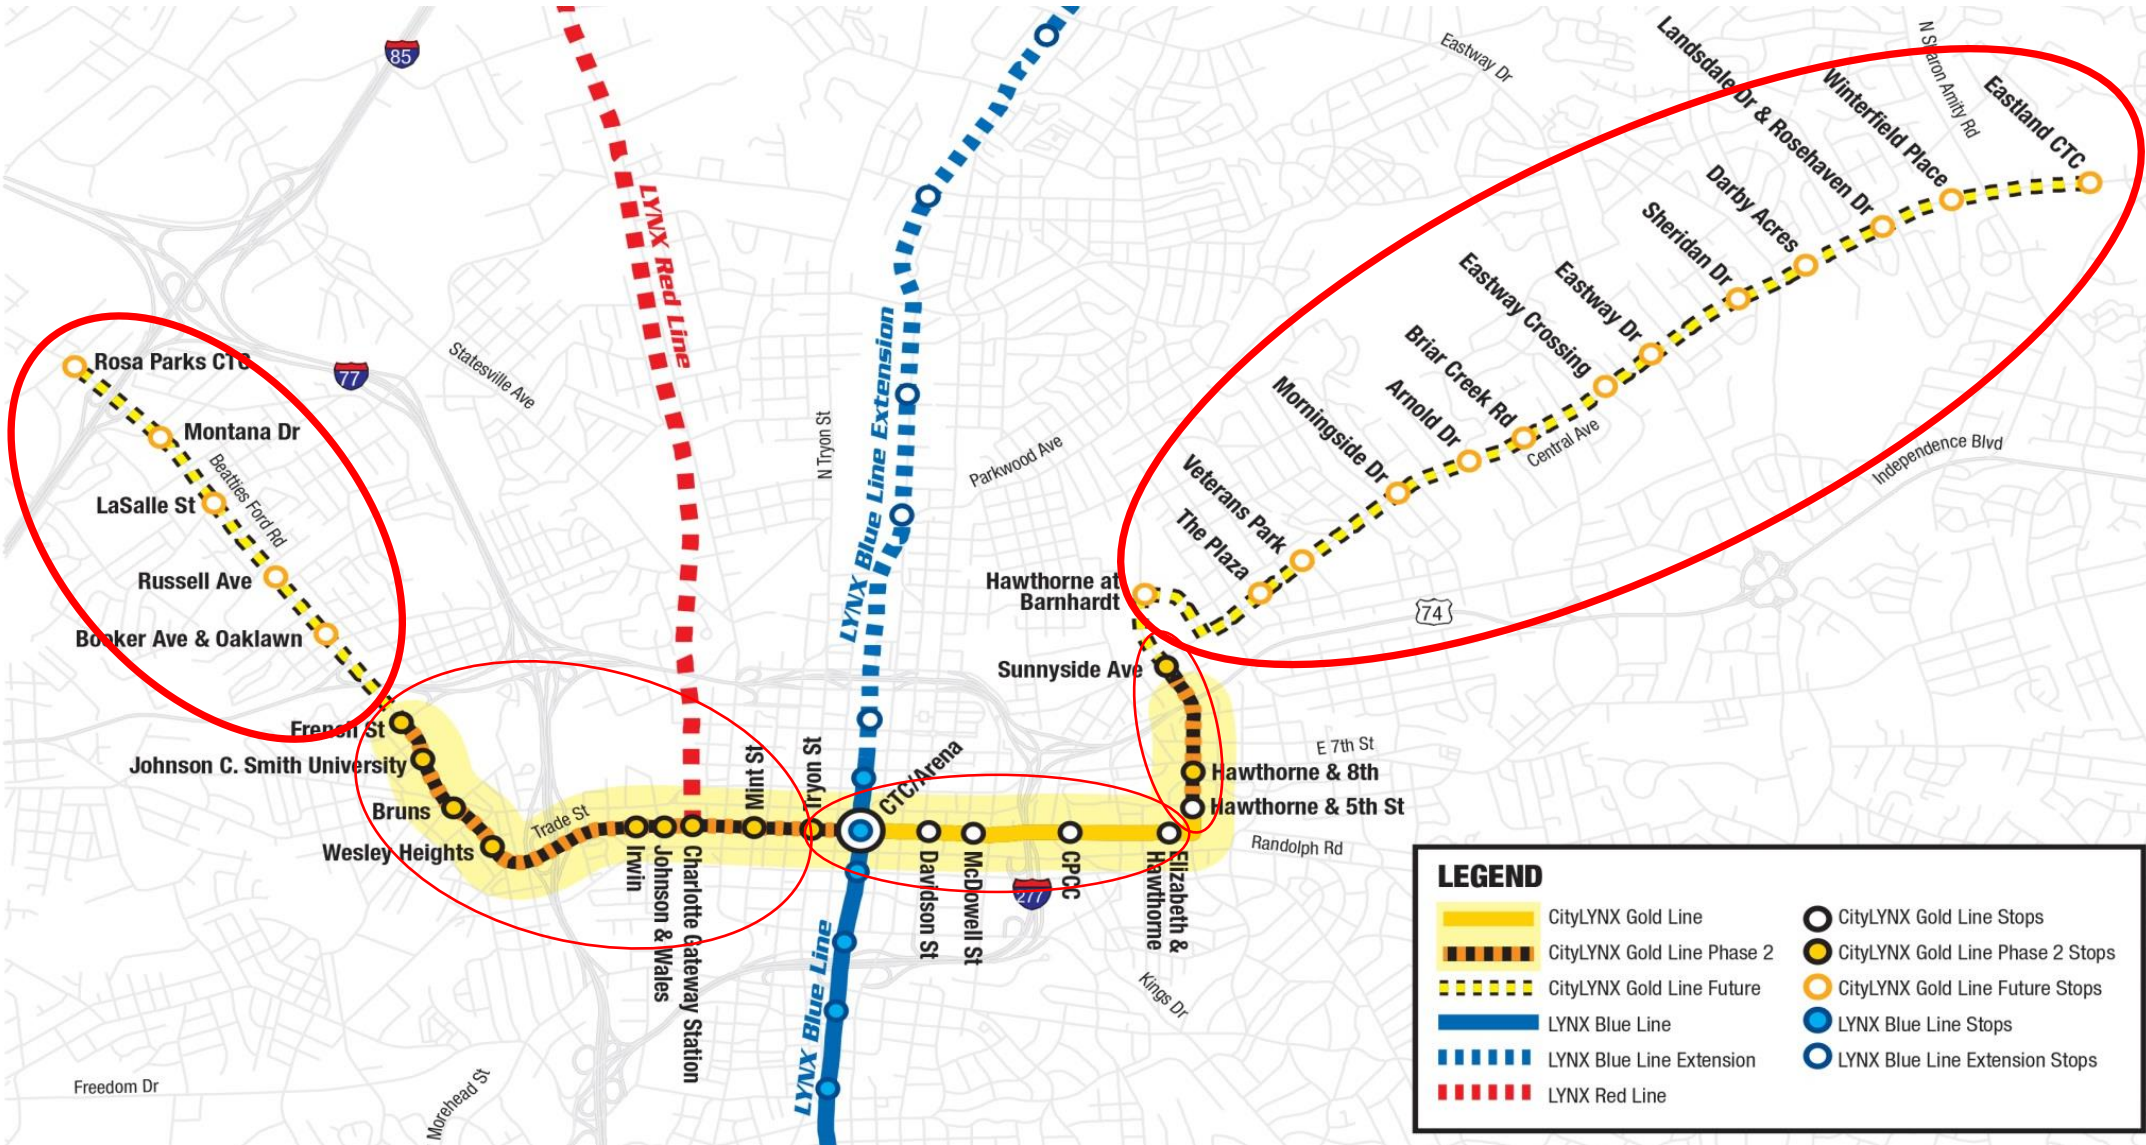 85
Eastway Dr
N Sharon Amity Rd
Landsdale Dr & Rosehaven Dr
Winterfield Place
Eastland CTC
Darby Acres
Sheridan Dr
Eastway Dr
Eastway Crossing
Briar Creek Rd
Arnold Dr
Morningside Dr
Veterans Park
The Plaza
Central Ave
Independence Blvd
LYNX Red Line
LYNX Blue Line Extension
Statesville Ave
77
N Tryon St
Parkwood Ave
Rosa Parks CTC
Montana Dr
Beatties Ford Rd
LaSalle St
Russell Ave
Booker Ave & Oaklawn
Hawthorne at
Barnhardt
74
Sunnyside Ave
French St
Johnson C. Smith University
Bruns
Wesley Heights
Trade St
Irwin
Johnson & Wales
Charlotte Gateway Station
Mint St
Tryon St
CTC/Arena
Davidson St
McDowell St
CPCC
277
Elizabeth &
Hawthorne
E 7th St
Hawthorne & 8th
Hawthorne & 5th St
Randolph Rd
Kings Dr
LYNX Blue Line
Freedom Dr
Morehead St
LEGEND
CityLYNX Gold Line
CityLYNX Gold Line Phase 2
CityLYNX Gold Line Future
LYNX Blue Line
LYNX Blue Line Extension
LYNX Red Line
CityLYNX Gold Line Stops
CityLYNX Gold Line Phase 2 Stops
CityLYNX Gold Line Future Stops
LYNX Blue Line Stops
LYNX Blue Line Extension Stops